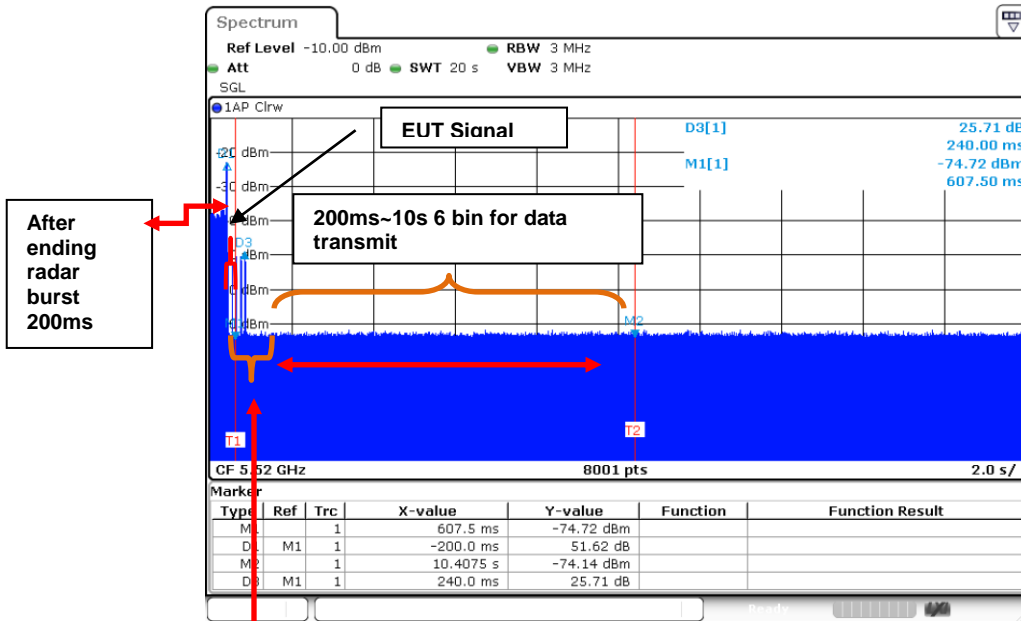 Spectrum
Ref Level -10.00 dBm RBW 3 MHz
Att 0 dB SWT 20 s VBW 3 MHz
SGL
1AP Clrw
EUT Signal
D3[1] 25.71 dB
240.00 ms
M1[1] -74.72 dBm
607.50 ms
-20 dBm
-30 dBm
dBm
200ms~10s 6 bin for data
transmit
After
ending
radar
burst
200ms
D3
dBm
dBm
dBm
M2
T1
T2
CF 5.52 GHz 8001 pts 2.0 s/
Marker
Type Ref Trc X-value Y-value Function Function Result
M1 1 607.5 ms -74.72 dBm
D1 M1 1 -200.0 ms 51.62 dB
M2 1 10.4075 s -74.14 dBm
D3 M1 1 240.0 ms 25.71 dB
Ready